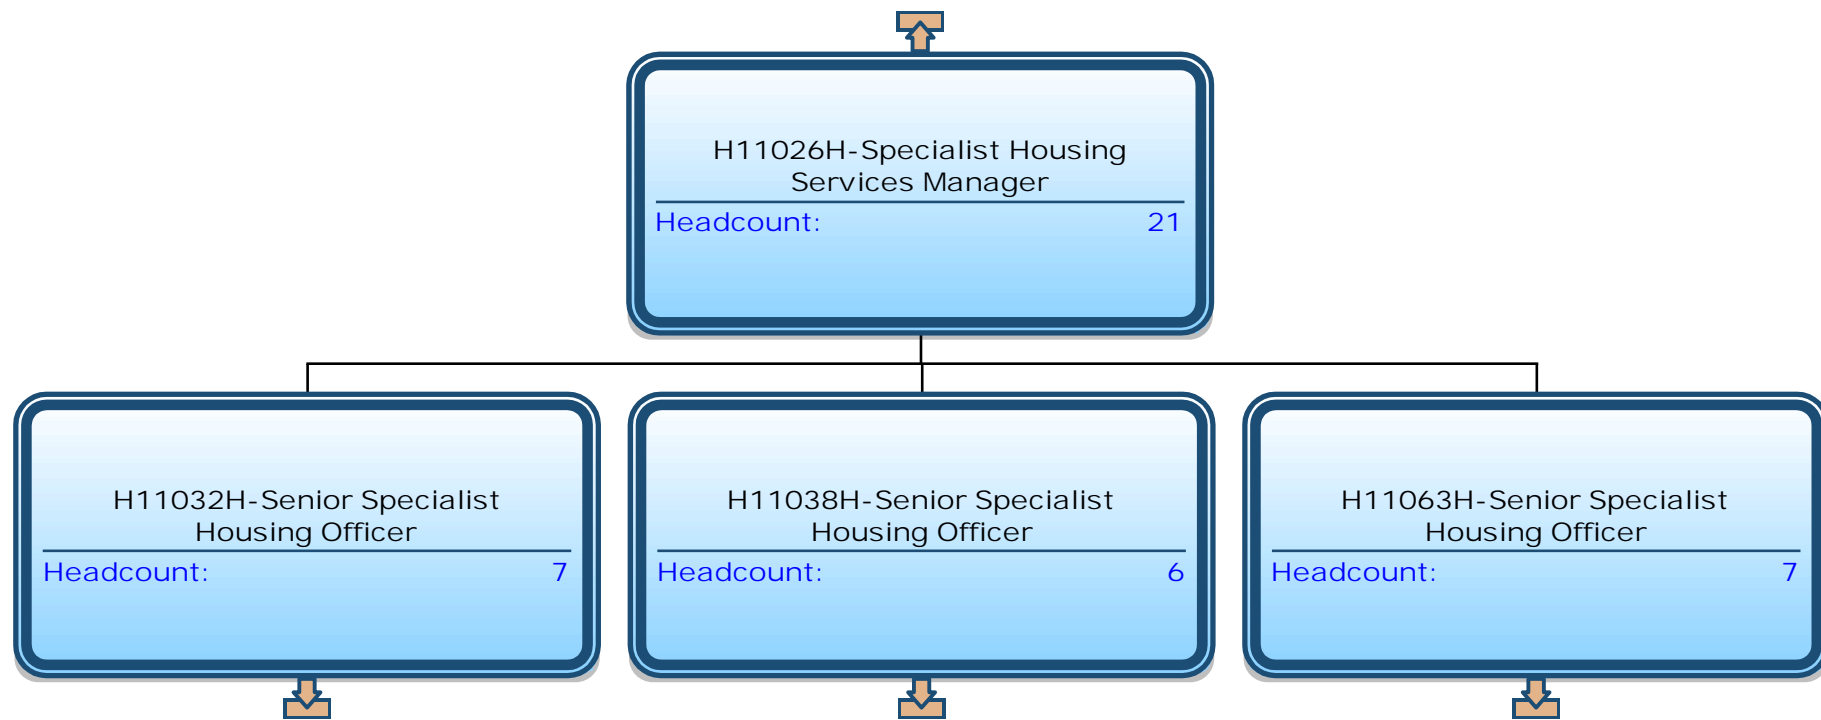 H11026H-Specialist Housing
Services Manager
Headcount: 21
H11032H-Senior Specialist
Housing Officer
Headcount: 7
H11038H-Senior Specialist
Housing Officer
Headcount: 6
H11063H-Senior Specialist
Housing Officer
Headcount: 7